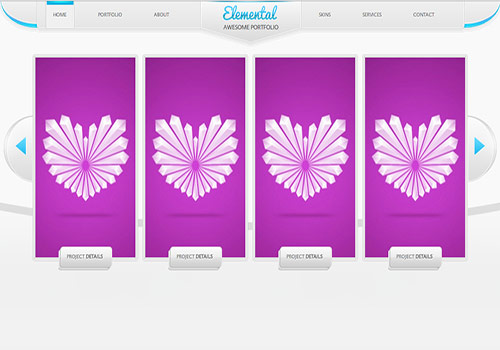 HOME
PORTFOLIO
ABOUT
Elemental
AWESOME PORTFOLIO
SKINS
SERVICES
CONTACT
PROJECT DETAILS
PROJECT DETAILS
PROJECT DETAILS
PROJECT DETAILS